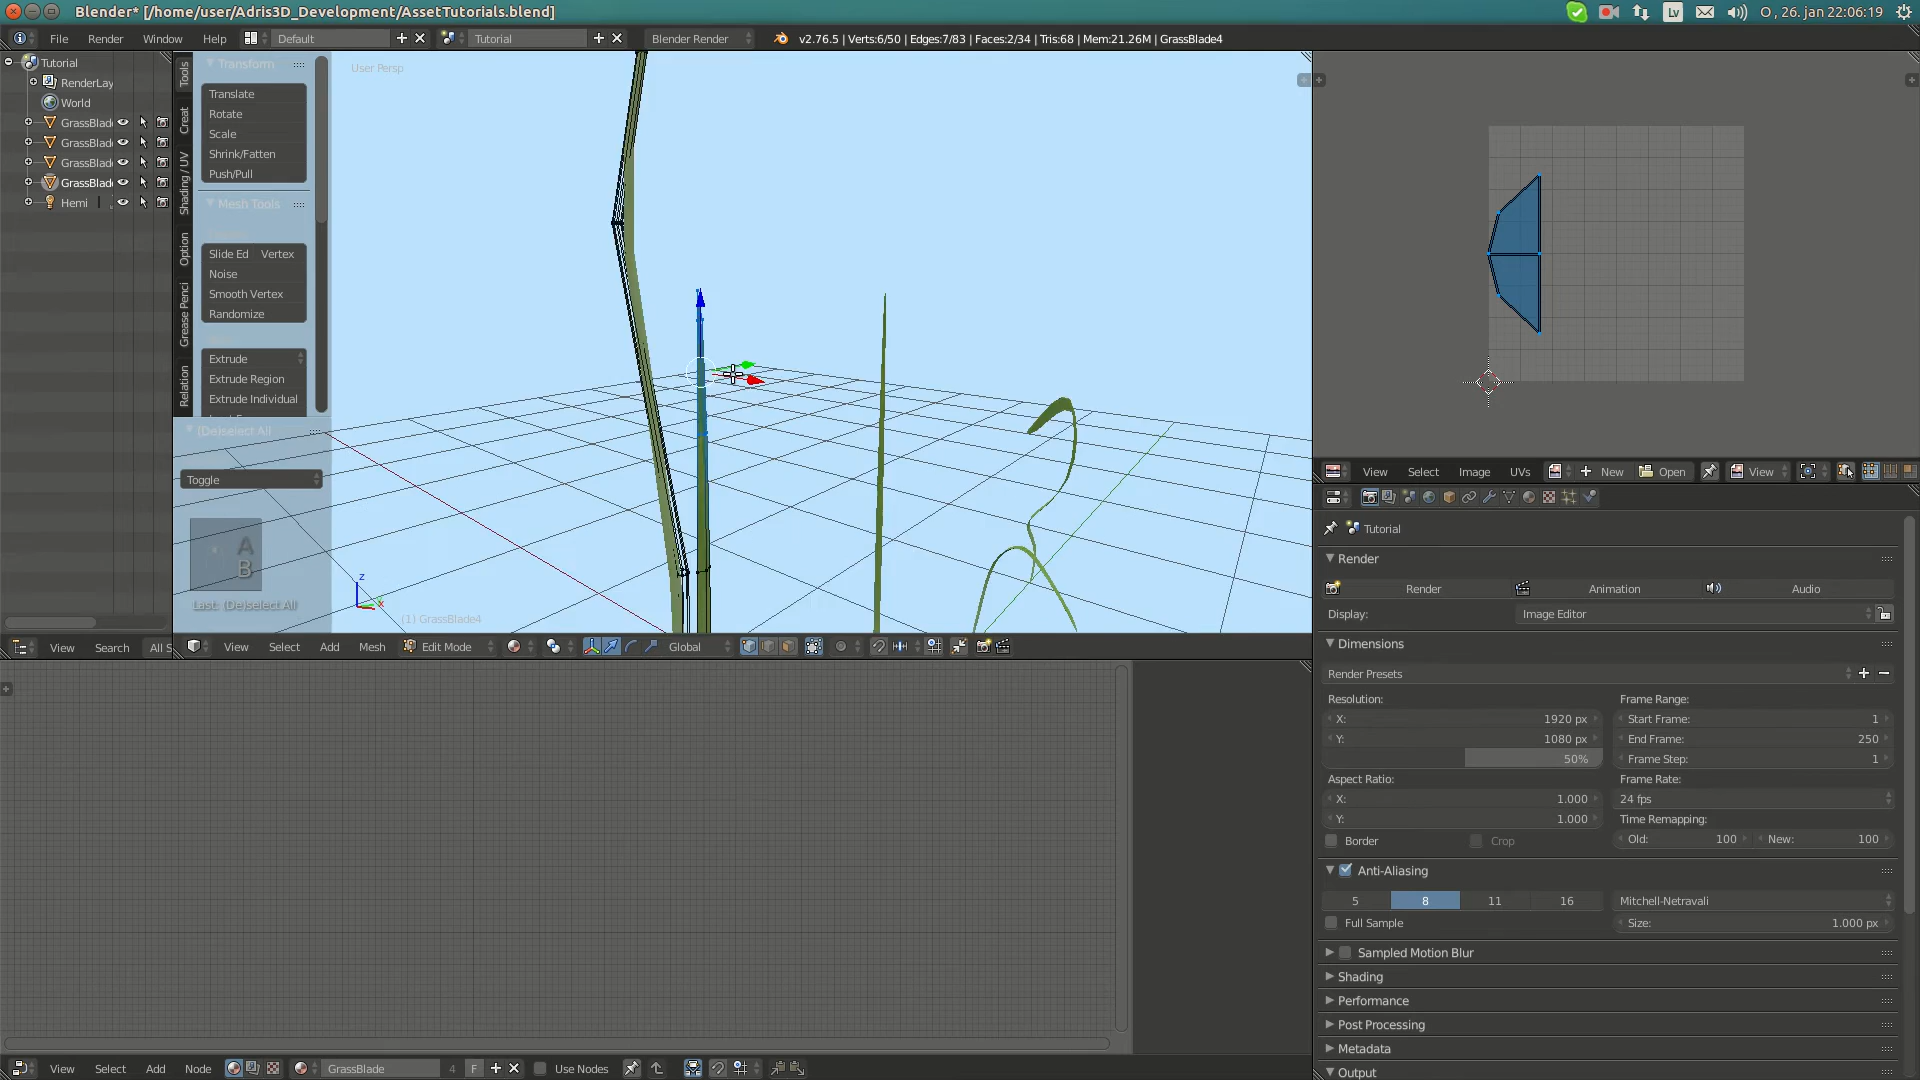 Blender* [/home/user/Adris3D_Development/AssetTutorials.blend]
Lv
O , 26. jan 22:06:19
File Render Window Help
Default
Tutorial
Blender Render
v2.76.5 | Verts:6/50 | Edges:7/83 | Faces:2/34 | Tris:68 | Mem:21.26M | GrassBlade4
Tutorial
RenderLay
World
GrassBlad
GrassBlad
GrassBlad
GrassBlad
Hemi
View Search All S
Tools
Creat
Shading / UV
Option
Grease Penci
Relation
Transform
Translate
Rotate
Scale
Shrink/Fatten
Push/Pull
Mesh Tools
Slide Ed Vertex
Noise
Smooth Vertex
Randomize
Extrude
Extrude Region
Extrude Individual
(De)select All
Toggle
A
B
Last: (De)select All
User Persp
z
x
(1) GrassBlade4
View Select Add Mesh Edit Mode Global
View Select Image UVs New Open View
Tutorial
Render
Render Animation Audio
Display: Image Editor
Dimensions
Render Presets
Resolution: Frame Range:
X: 1920 px Start Frame: 1
Y: 1080 px End Frame: 250
50% Frame Step: 1
Aspect Ratio: Frame Rate:
X: 1.000 24 fps
Y: 1.000 Time Remapping:
Border Crop Old: 100 New: 100
Anti-Aliasing
5 8 11 16 Mitchell-Netravali
Full Sample Size: 1.000 px
Sampled Motion Blur
Shading
Performance
Post Processing
Metadata
Output
View Select Add Node GrassBlade 4 F Use Nodes